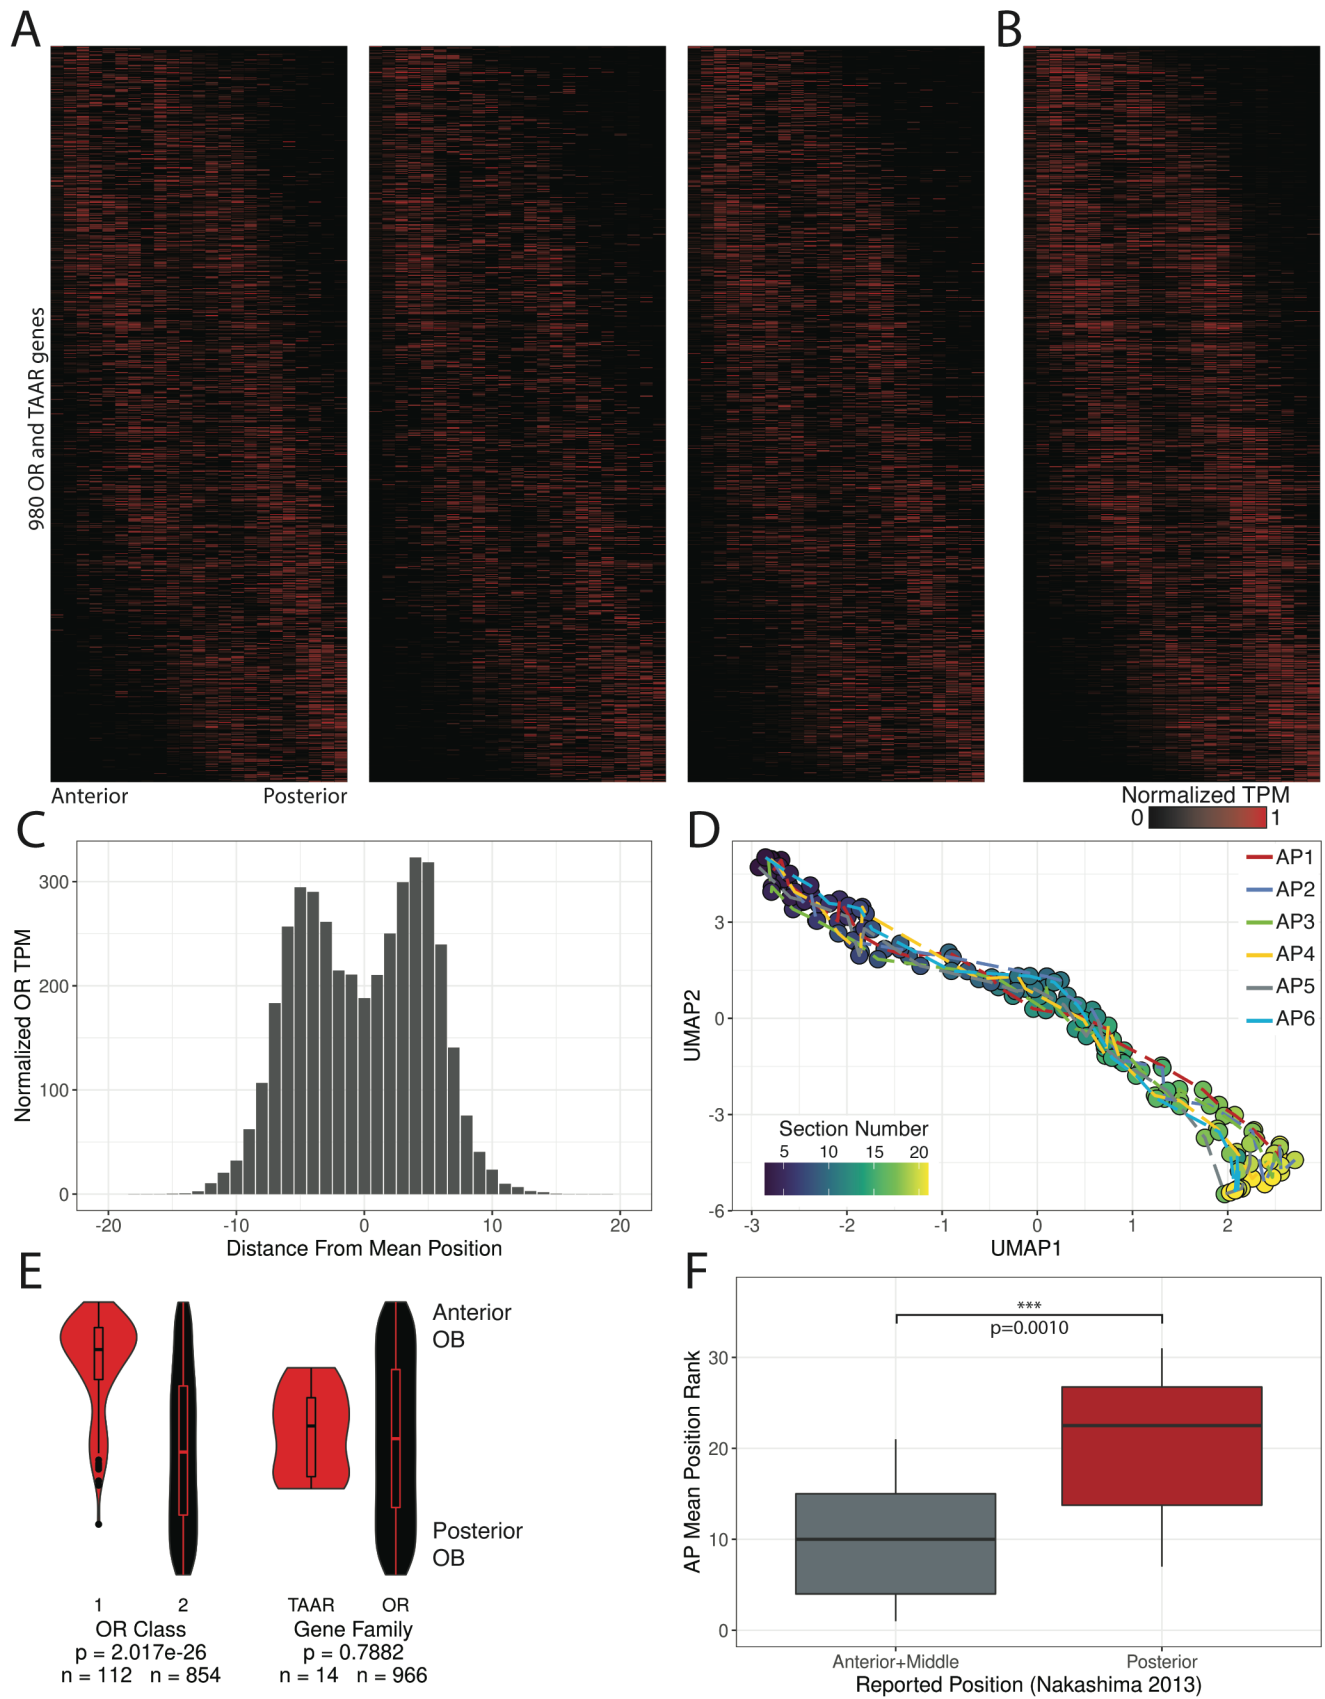 A
B
980 OR and TAAR genes
Anterior
Posterior
Normalized TPM
0
1
C
Normalized OR TPM
300
200
100
0
-20
-10
0
10
20
Distance From Mean Position
D
UMAP2
3
0
-3
-6
AP1
AP2
AP3
AP4
AP5
AP6
Section Number
5 10 15 20
-3
-2
-1
0
1
2
UMAP1
E
Anterior
OB
Posterior
OB
1
2
OR Class
p = 2.017e-26
n = 112 n = 854
TAAR
OR
Gene Family
p = 0.7882
n = 14 n = 966
F
AP Mean Position Rank
30
20
10
0
***
p=0.0010
Anterior+Middle
Posterior
Reported Position (Nakashima 2013)